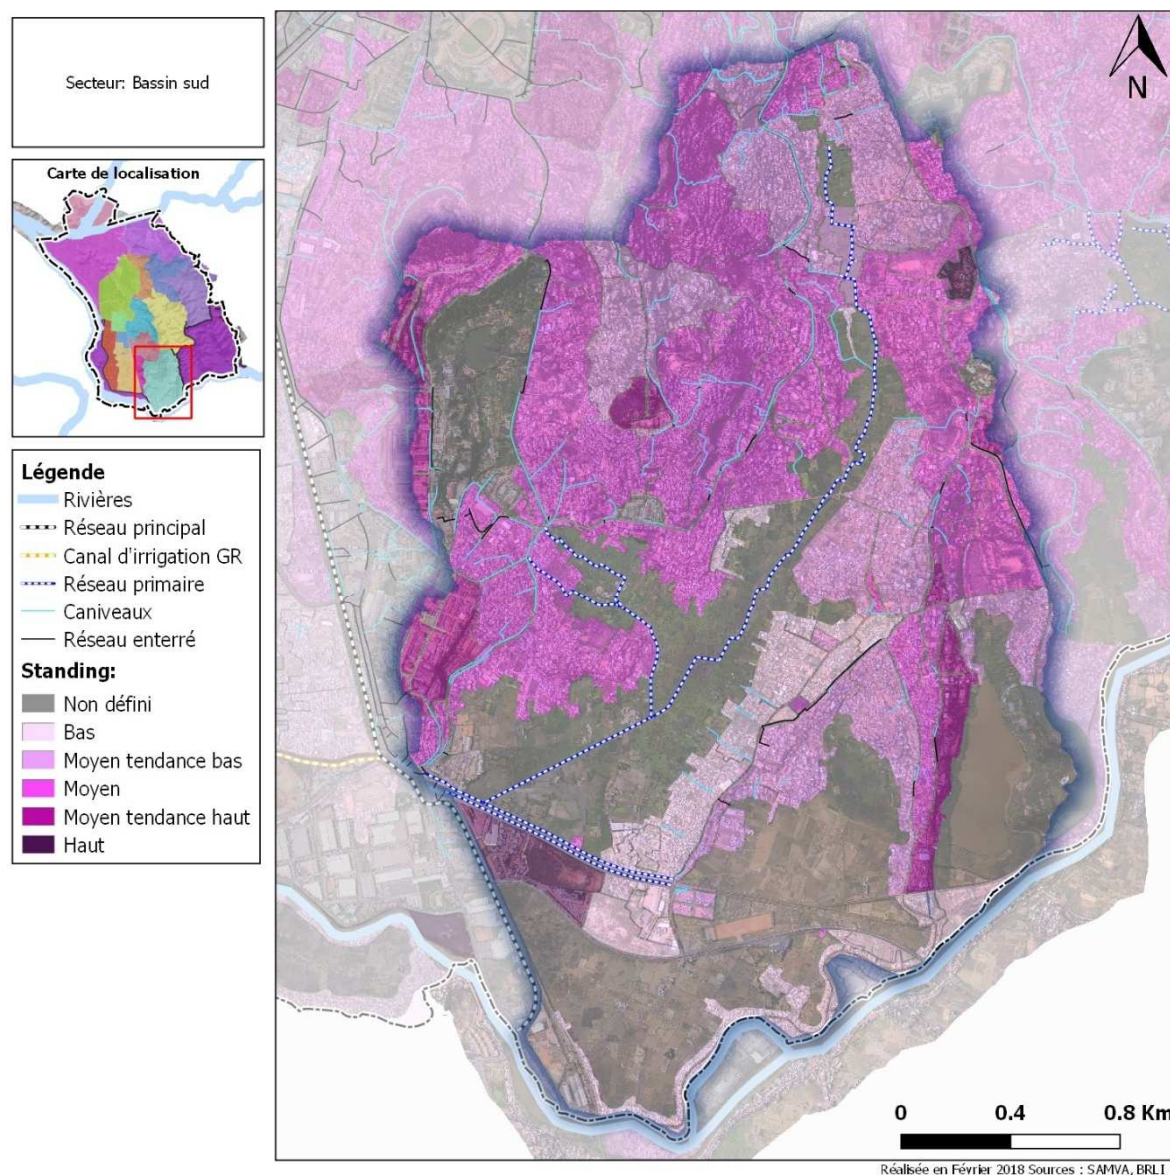 Secteur: Bassin sud
Carte de localisation
Légende
Rivières
Réseau principal
Canal d'irrigation GR
Réseau primaire
Caniveaux
Réseau enterré
Standing:
Non défini
Bas
Moyen tendance bas
Moyen
Moyen tendance haut
Haut
N
0 0.4 0.8 Km
Réalisée en Février 2018 Sources : SAMVA, BRLI